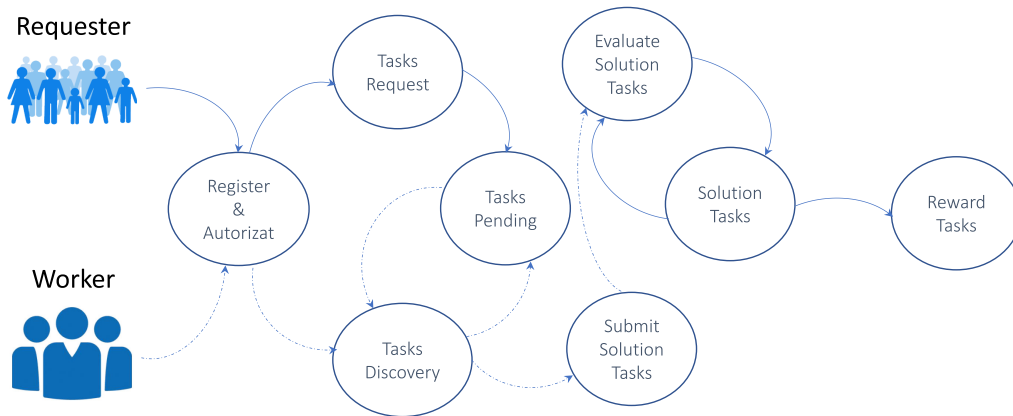 Requester
Tasks
Request
Evaluate
Solution
Tasks
Register
&
Autorizat
Tasks
Pending
Solution
Tasks
Reward
Tasks
Worker
Tasks
Discovery
Submit
Solution
Tasks